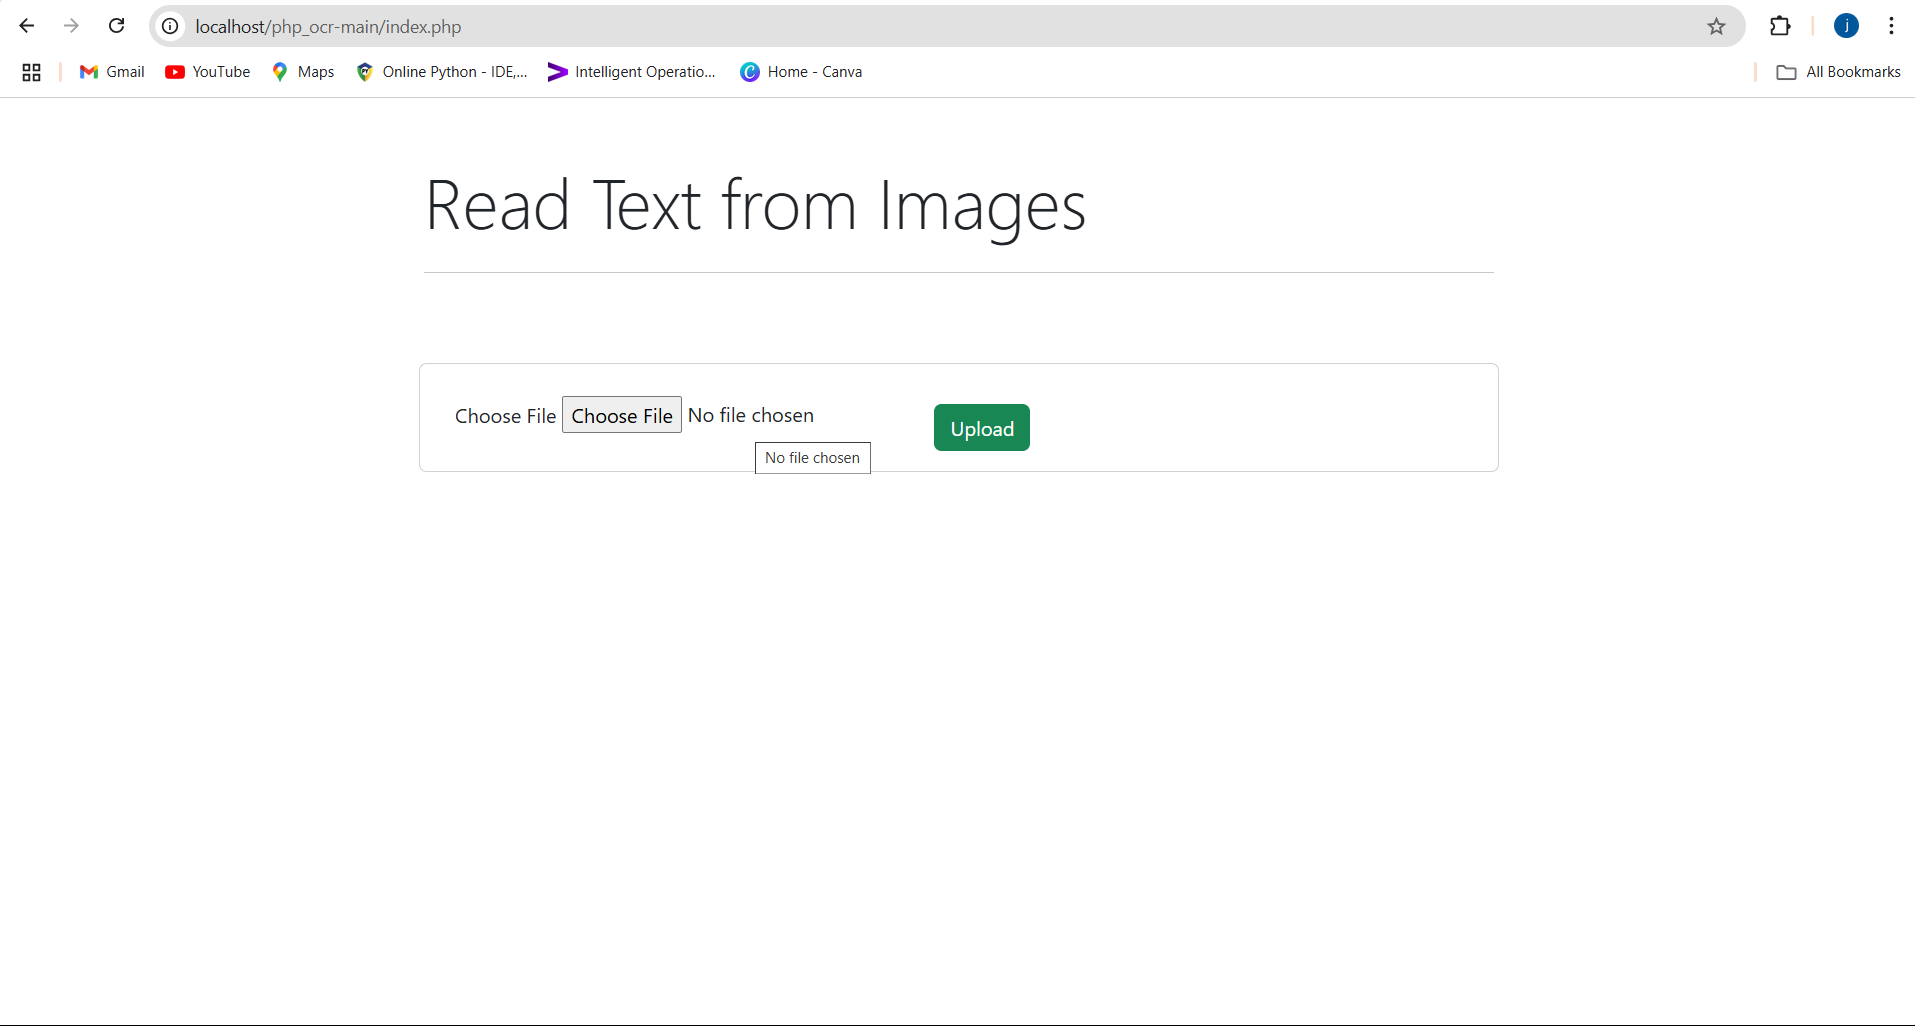 localhost/php_ocr-main/index.php
j
Gmail YouTube Maps Online Python - IDE,... Intelligent Operatio... Home - Canva All Bookmarks
Read Text from Images
Choose File Choose File No file chosen Upload
No file chosen